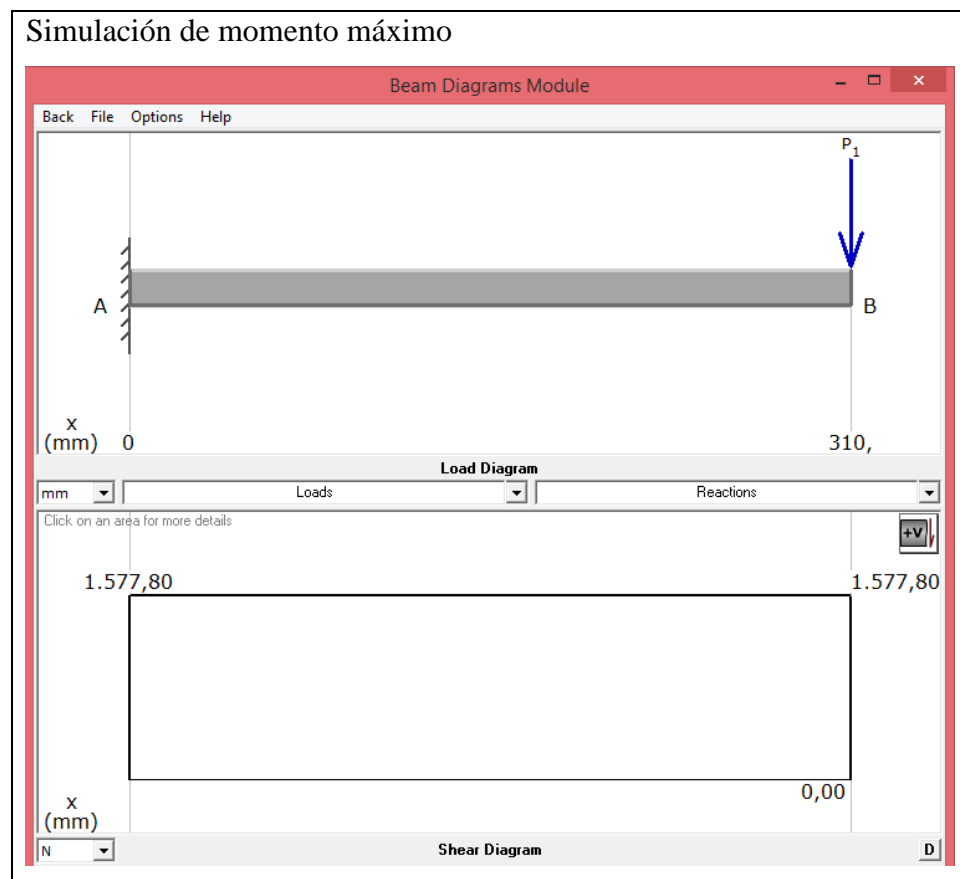 Simulación de momento máximo
Beam Diagrams Module
Back File Options Help
P1
A
B
x
(mm) 0 310,
Load Diagram
mm Loads Reactions
Click on an area for more details
+V
1.577,80 1.577,80
0,00
x
(mm)
N Shear Diagram D